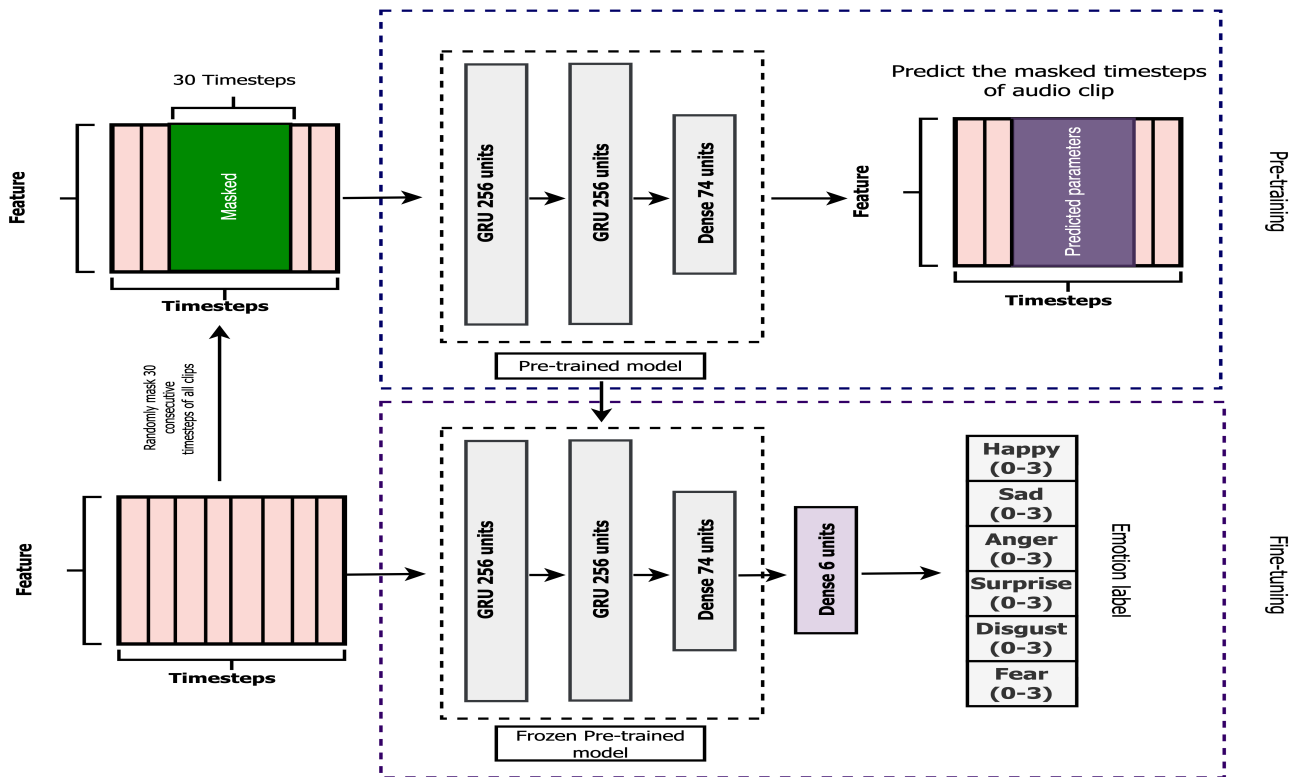 30 Timesteps
Feature
Masked
Timesteps
GRU 256 units
GRU 256 units
Dense 74 units
Pre-trained model
Predict the masked timesteps
of audio clip
Feature
Predicted parameters
Timesteps
Pre-training
Randomly mask 30
consecutive
timesteps of all clips
Feature
Timesteps
GRU 256 units
GRU 256 units
Dense 74 units
Frozen Pre-trained
model
Dense 6 units
Happy
(0-3)
Sad
(0-3)
Anger
(0-3)
Surprise
(0-3)
Disgust
(0-3)
Fear
(0-3)
Emotion label
Fine-tuning